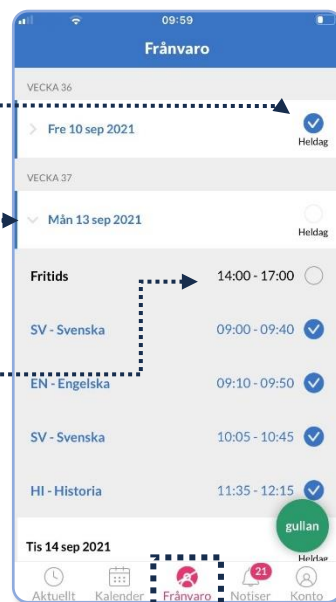 09:59
Frånvaro
VECKA 36
Fre 10 sep 2021
Heldag
VECKA 37
Mån 13 sep 2021
Heldag
Fritids 14:00 - 17:00
SV - Svenska 09:00 - 09:40
EN - Engelska 09:10 - 09:50
SV - Svenska 10:05 - 10:45
HI - Historia 11:35 - 12:15
gullan
Tis 14 sep 2021
Heldag
21
Aktuellt Kalender Frånvaro Notiser Konto